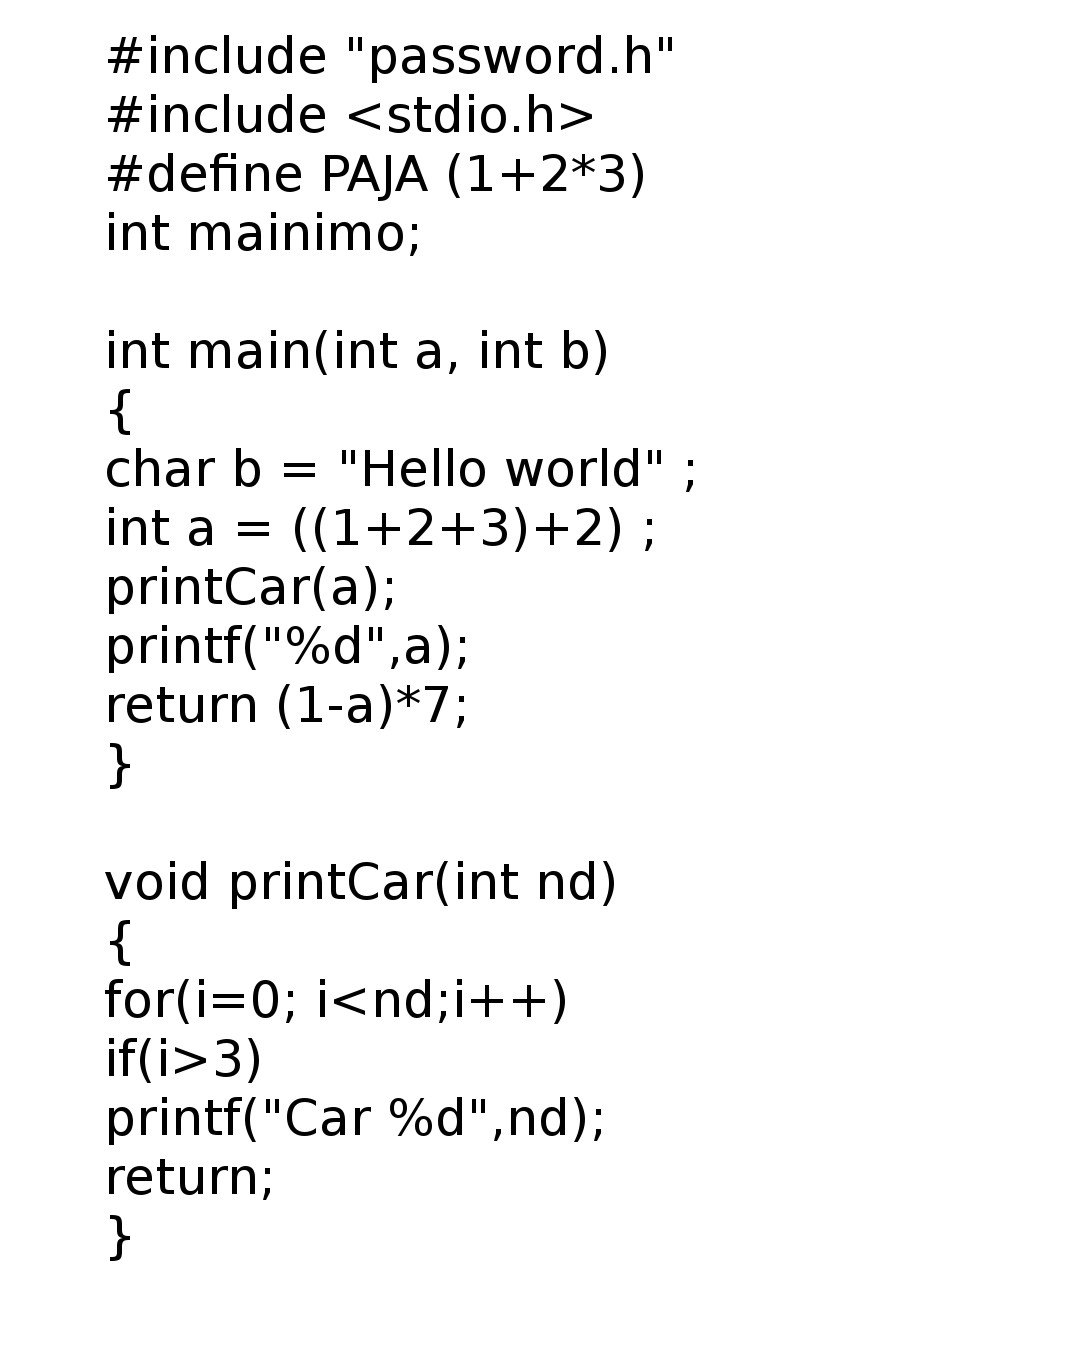 #include "password.h"
#include <stdio.h>
#define PAJA (1+2*3)
int mainimo;

int main(int a, int b)
{
char b = "Hello world" ;
int a = ((1+2+3)+2) ;
printCar(a);
printf("%d",a);
return (1-a)*7;
}

void printCar(int nd)
{
for(i=0; i<nd;i++)
if(i>3)
printf("Car %d",nd);
return;
}